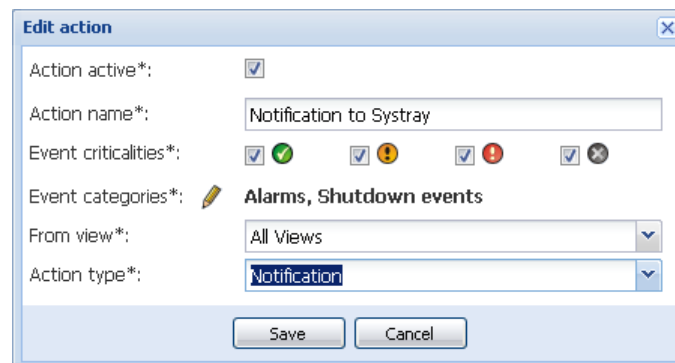 Edit action
Action active*:
Action name*: Notification to Systray
Event criticalities*:
Event categories*: Alarms, Shutdown events
From view*: All Views
Action type*: Notification
Save Cancel